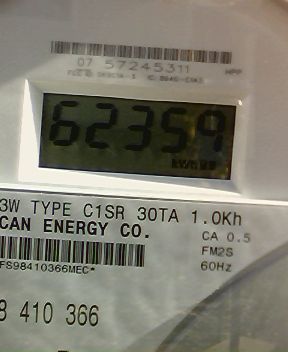 07 57245311
62359
3W TYPE C1SR 30TA 1.0Kh
CAN ENERGY CO.
CA 0.5
FM2S
FS98410366MEC*
60Hz
8 410 366